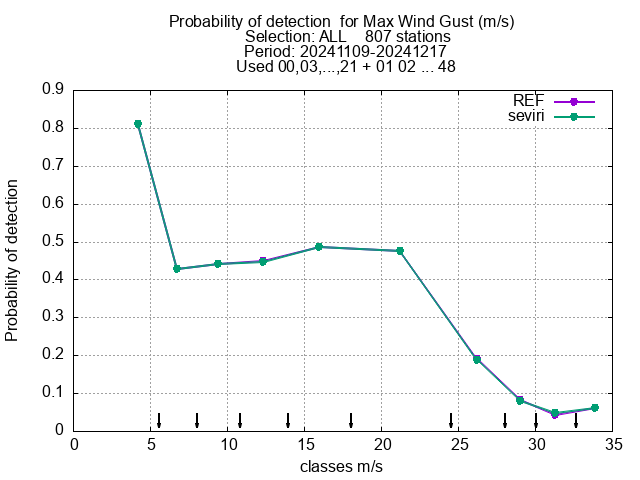 Probability of detection  for Max Wind Gust (m/s)
Selection: ALL    807 stations
Period: 20241109-20241217
Used 00,03,...,21 + 01 02 ... 48
REF
seviri
0.9
0.8
0.7
0.6
0.5
0.4
0.3
0.2
0.1
0
Probability of detection
0 5 10 15 20 25 30 35
classes m/s